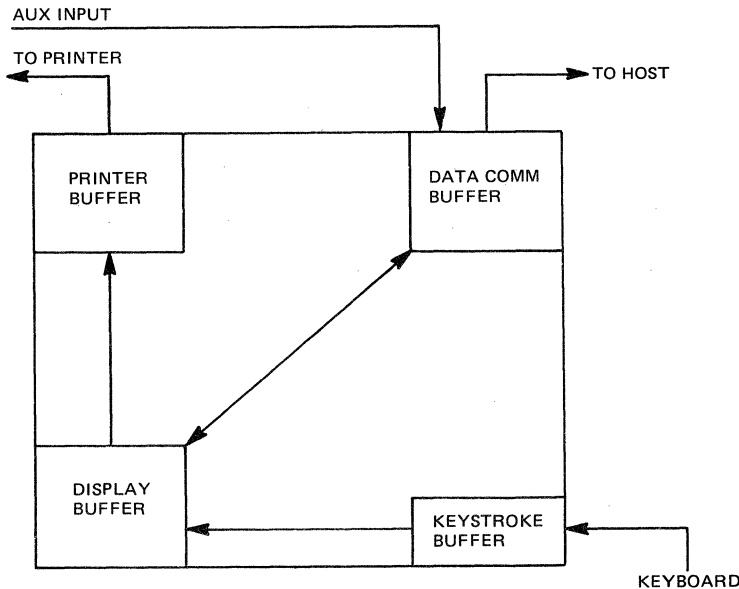 AUX INPUT
TO PRINTER
TO HOST
PRINTER
BUFFER
DATA COMM
BUFFER
DISPLAY
BUFFER
KEYSTROKE
BUFFER
KEYBOARD